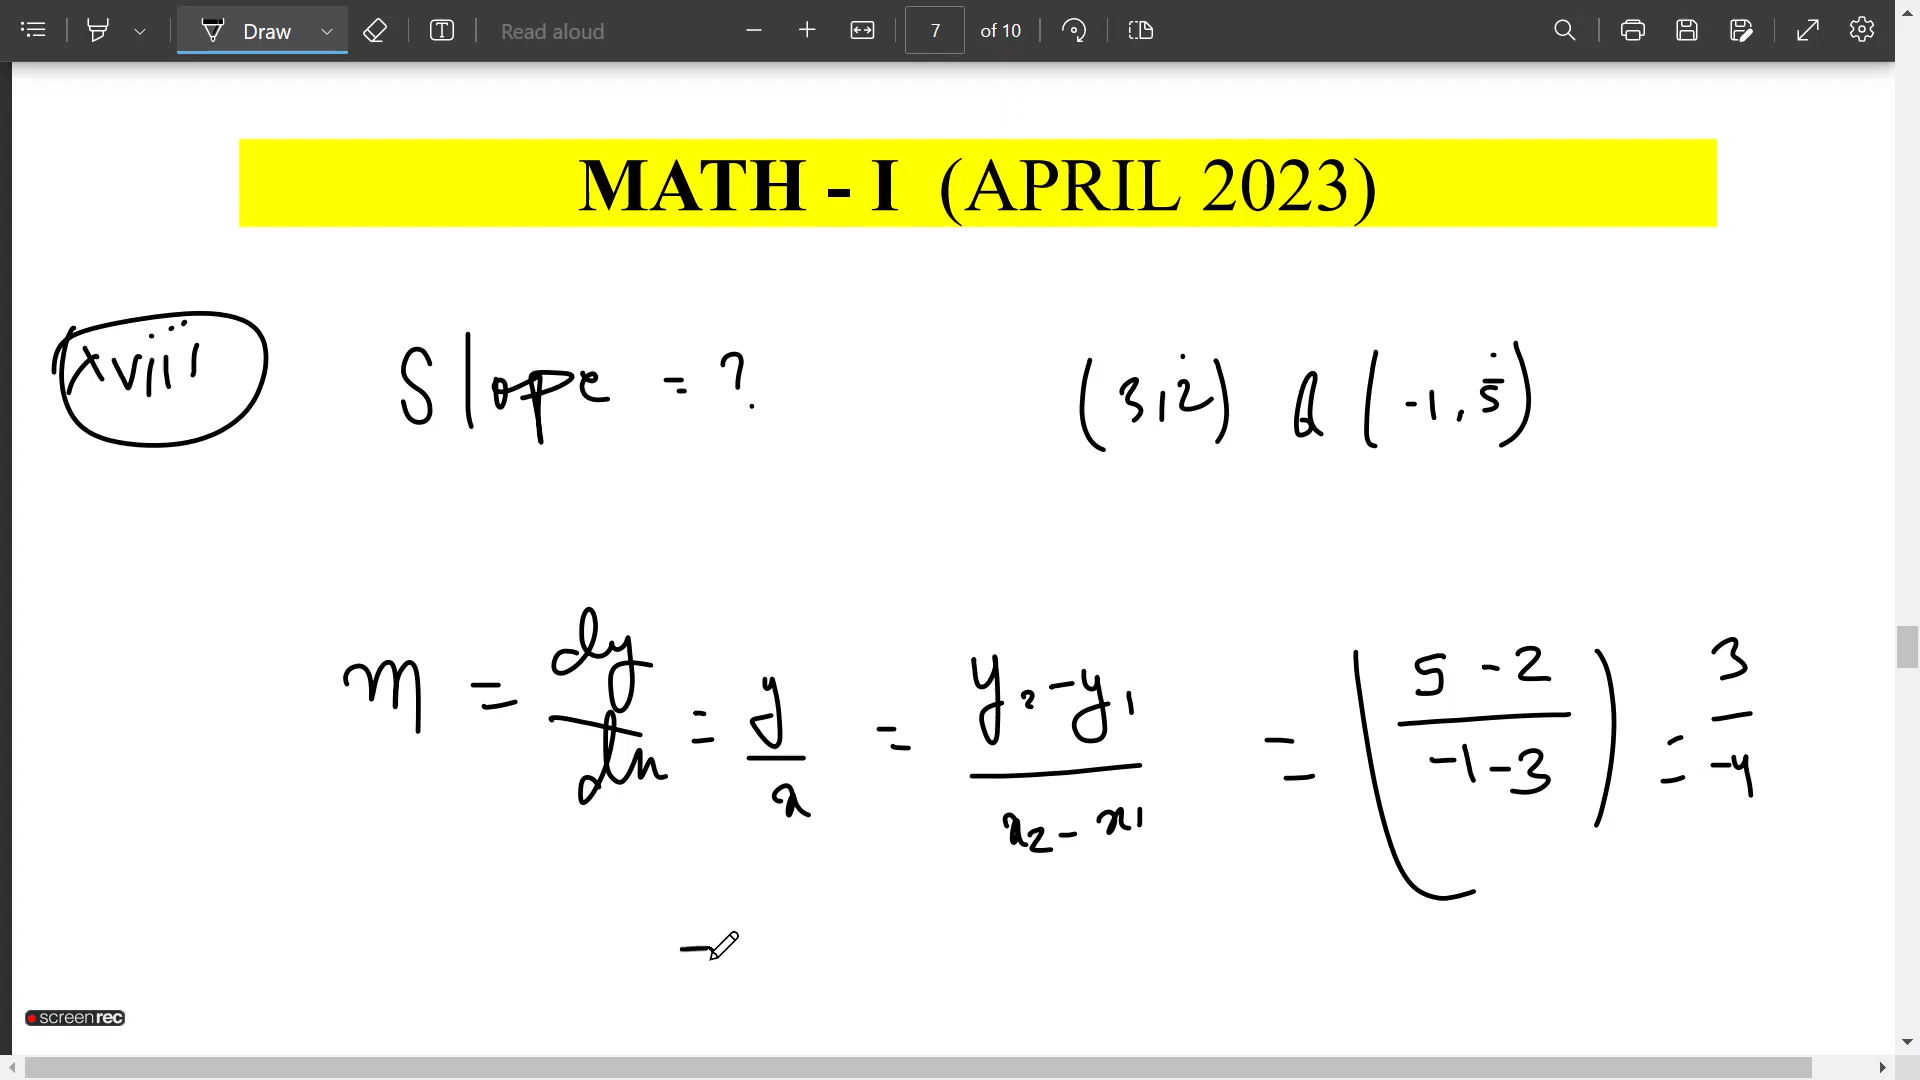 Draw
Read aloud
7 of 10
MATH - I (APRIL 2023)
xviii Slope = ? (3,2) & (-1,5)
m = dy/dx = y/x = y2-y1/x2-x1 = (5-2/-1-3) = 3/-4
screenrec